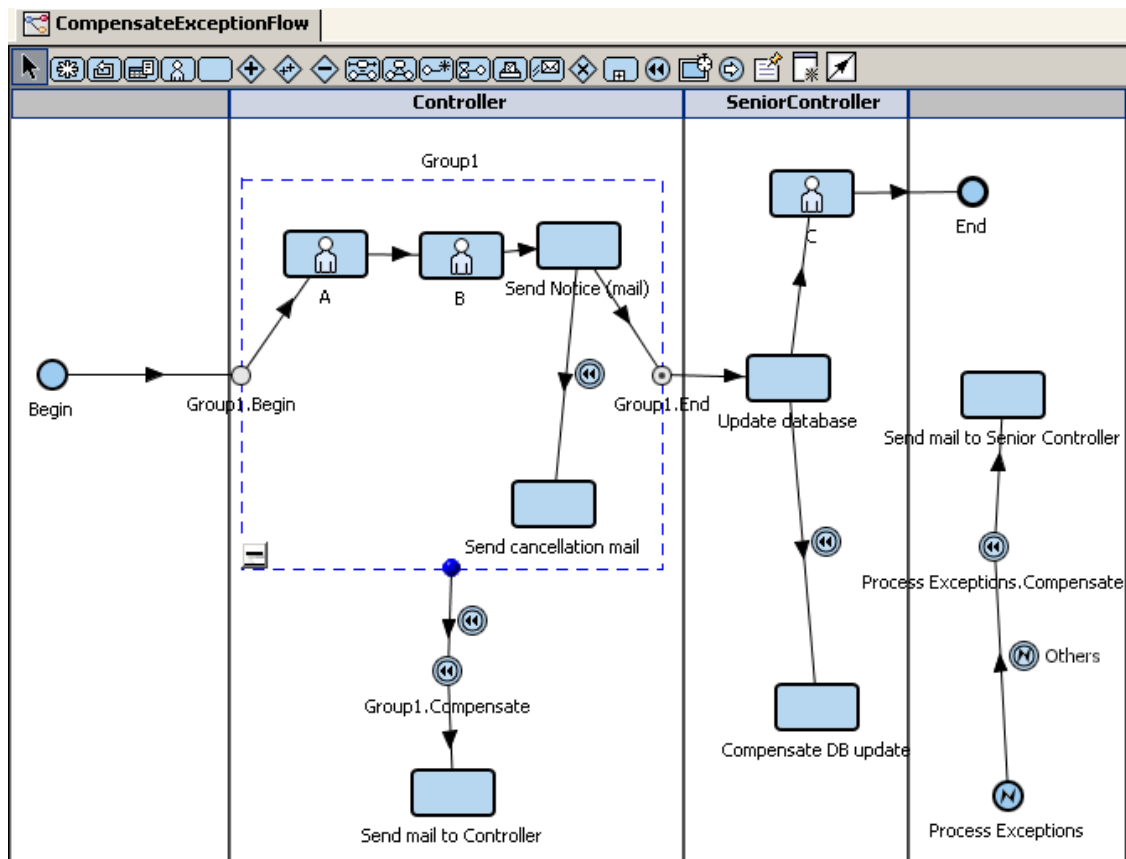 CompensateExceptionFlow
Controller
SeniorController
Group1
A
B
Send Notice (mail)
C
End
Begin
Group1.Begin
Group1.End
Update database
Send mail to Senior Controller
Send cancellation mail
Process Exceptions.Compensate
Others
Group1.Compensate
Compensate DB update
Send mail to Controller
Process Exceptions